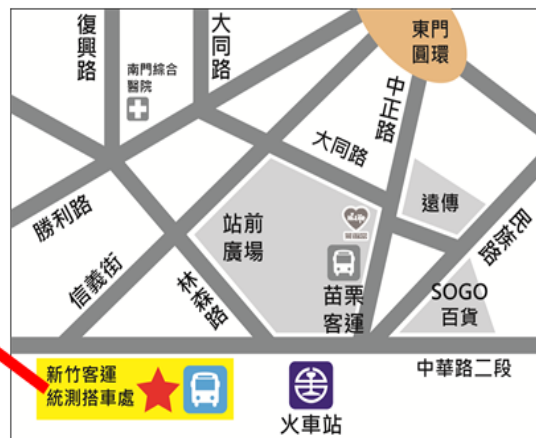 復興路
大同路
東門
圓環
南門綜合
醫院
中正路
大同路
勝利路
站前
廣場
遠傳
民族路
信義街
林森路
苗栗
客運
SOGO
百貨
中華路二段
新竹客運
統測搭車處
火車站